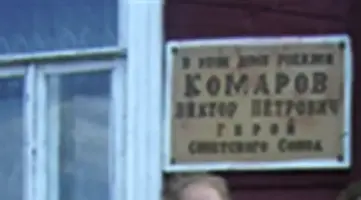 В ЭТОМ ДОМЕ РОДИЛСЯ
КОМАРОВ
ВИКТОР ПЕТРОВИЧ
ГЕРОЙ
СОВЕТСКОГО СОЮЗА